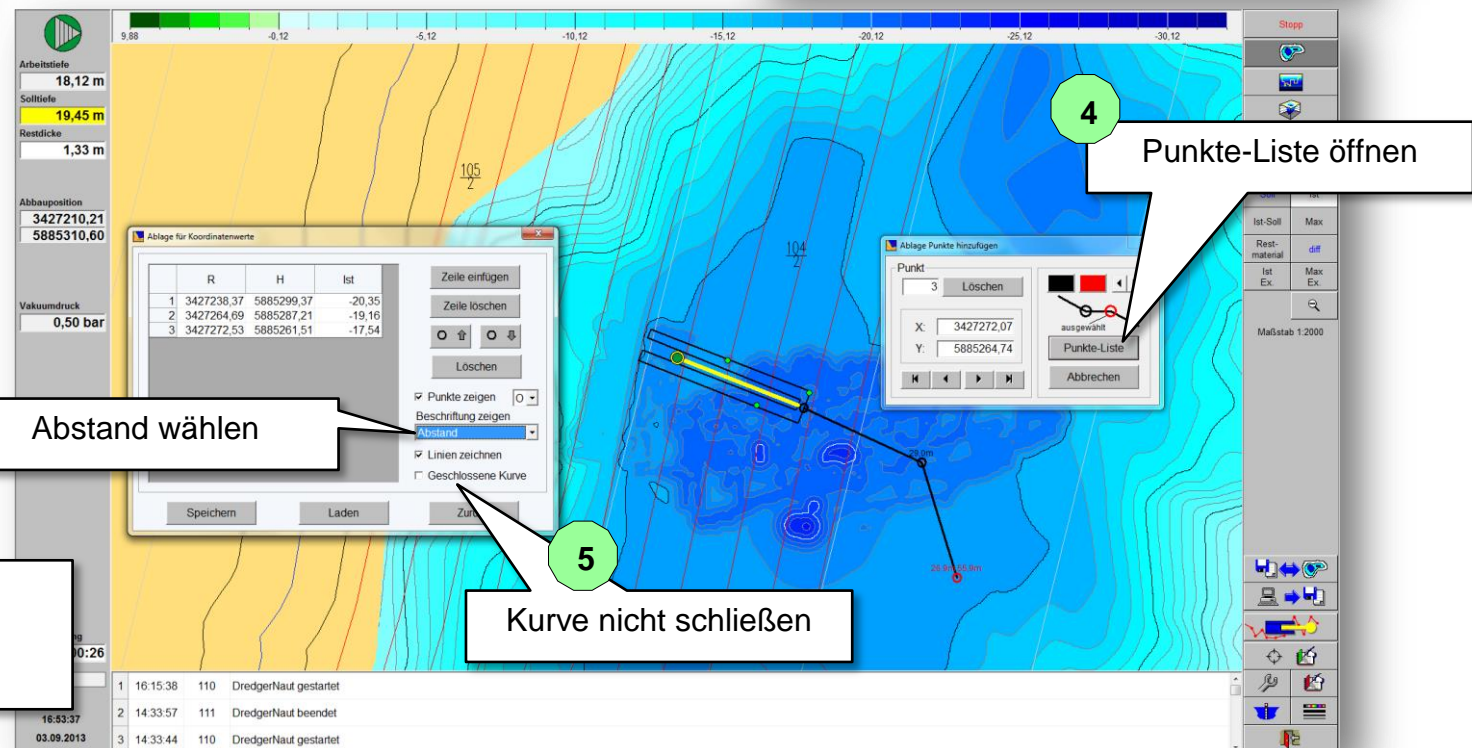 9,88 -0,12 -5,12 -10,12 -15,12 -20,12 -25,12 -30,12
Stopp
Arbeitstiefe
18,12 m
Solltiefe
19,45 m
Restdicke
1,33 m
Abbauposition
3427210,21
5885310,60
Vakuumdruck
0,50 bar
4
Punkte-Liste öffnen
105
2
104
Ablage für Koordinatenwerte
R H Ist
1 3427238,37 5885299,37 -20,35
2 3427264,69 5885287,21 -19,16
3 3427272,53 5885261,51 -17,54
Zeile einfügen
Zeile löschen
O O
Löschen
Punkte zeigen O
Beschriftung zeigen
Abstand
Linien zeichnen
Geschlossene Kurve
Speichern Laden
Abstand wählen
Ablage Punkte hinzufügen
Punkt
3 Löschen
X: 3427272,07
Y: 5885264,74
ausgewählt
Punkte-Liste
Abbrechen
Soll Ist
Ist-Soll Max
Rest-
material diff
Ist Max
Ex. Ex.
Maßstab 1:2000
29,0m
26,9m
5
Kurve nicht schließen
00:26
16:53:37
03.09.2013
1 16:15:38 110 DredgerNaut gestartet
2 14:33:57 111 DredgerNaut beendet
3 14:33:44 110 DredgerNaut gestartet